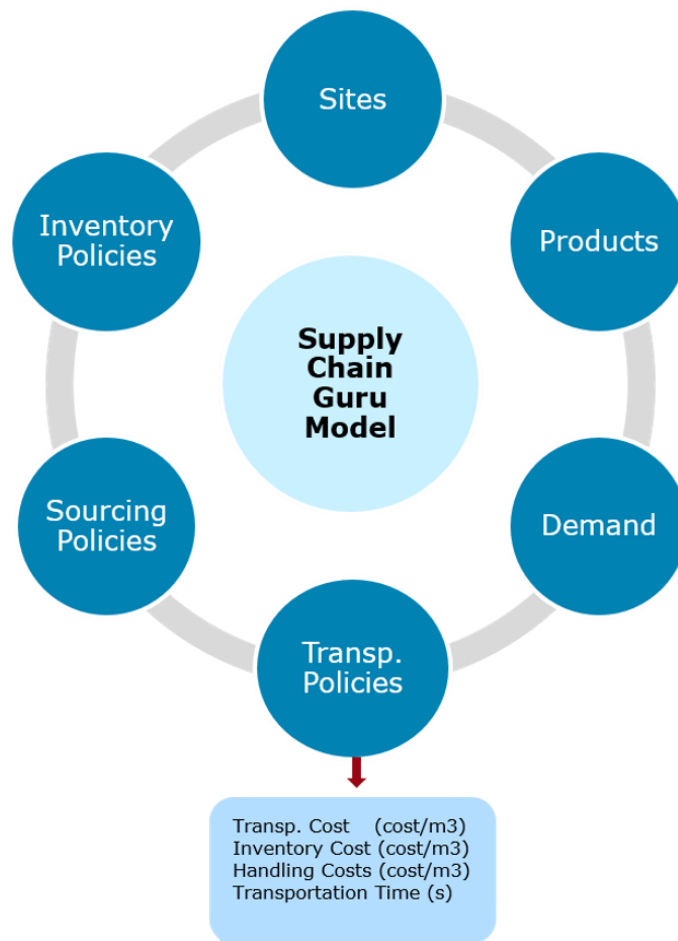 Sites
Inventory
Policies
Products
Supply
Chain
Guru
Model
Sourcing
Policies
Demand
Transp.
Policies
Transp. Cost (cost/m3)
Inventory Cost (cost/m3)
Handling Costs (cost/m3)
Transportation Time (s)